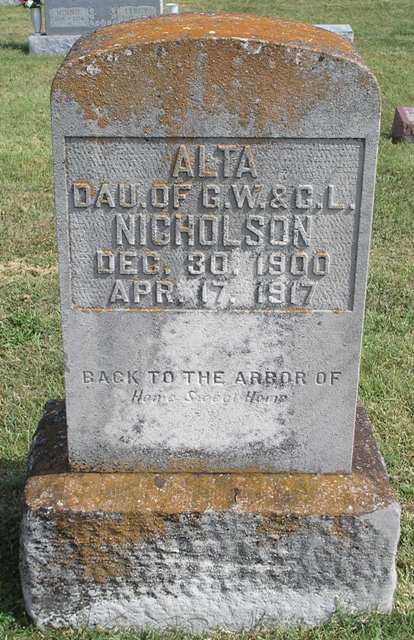 ALTA
DAU. OF G. W. & C. L.
NICHOLSON
DEC. 30. 1900
APR. 17. 1917
BACK TO THE ARBOR OF
Home Sweet Home